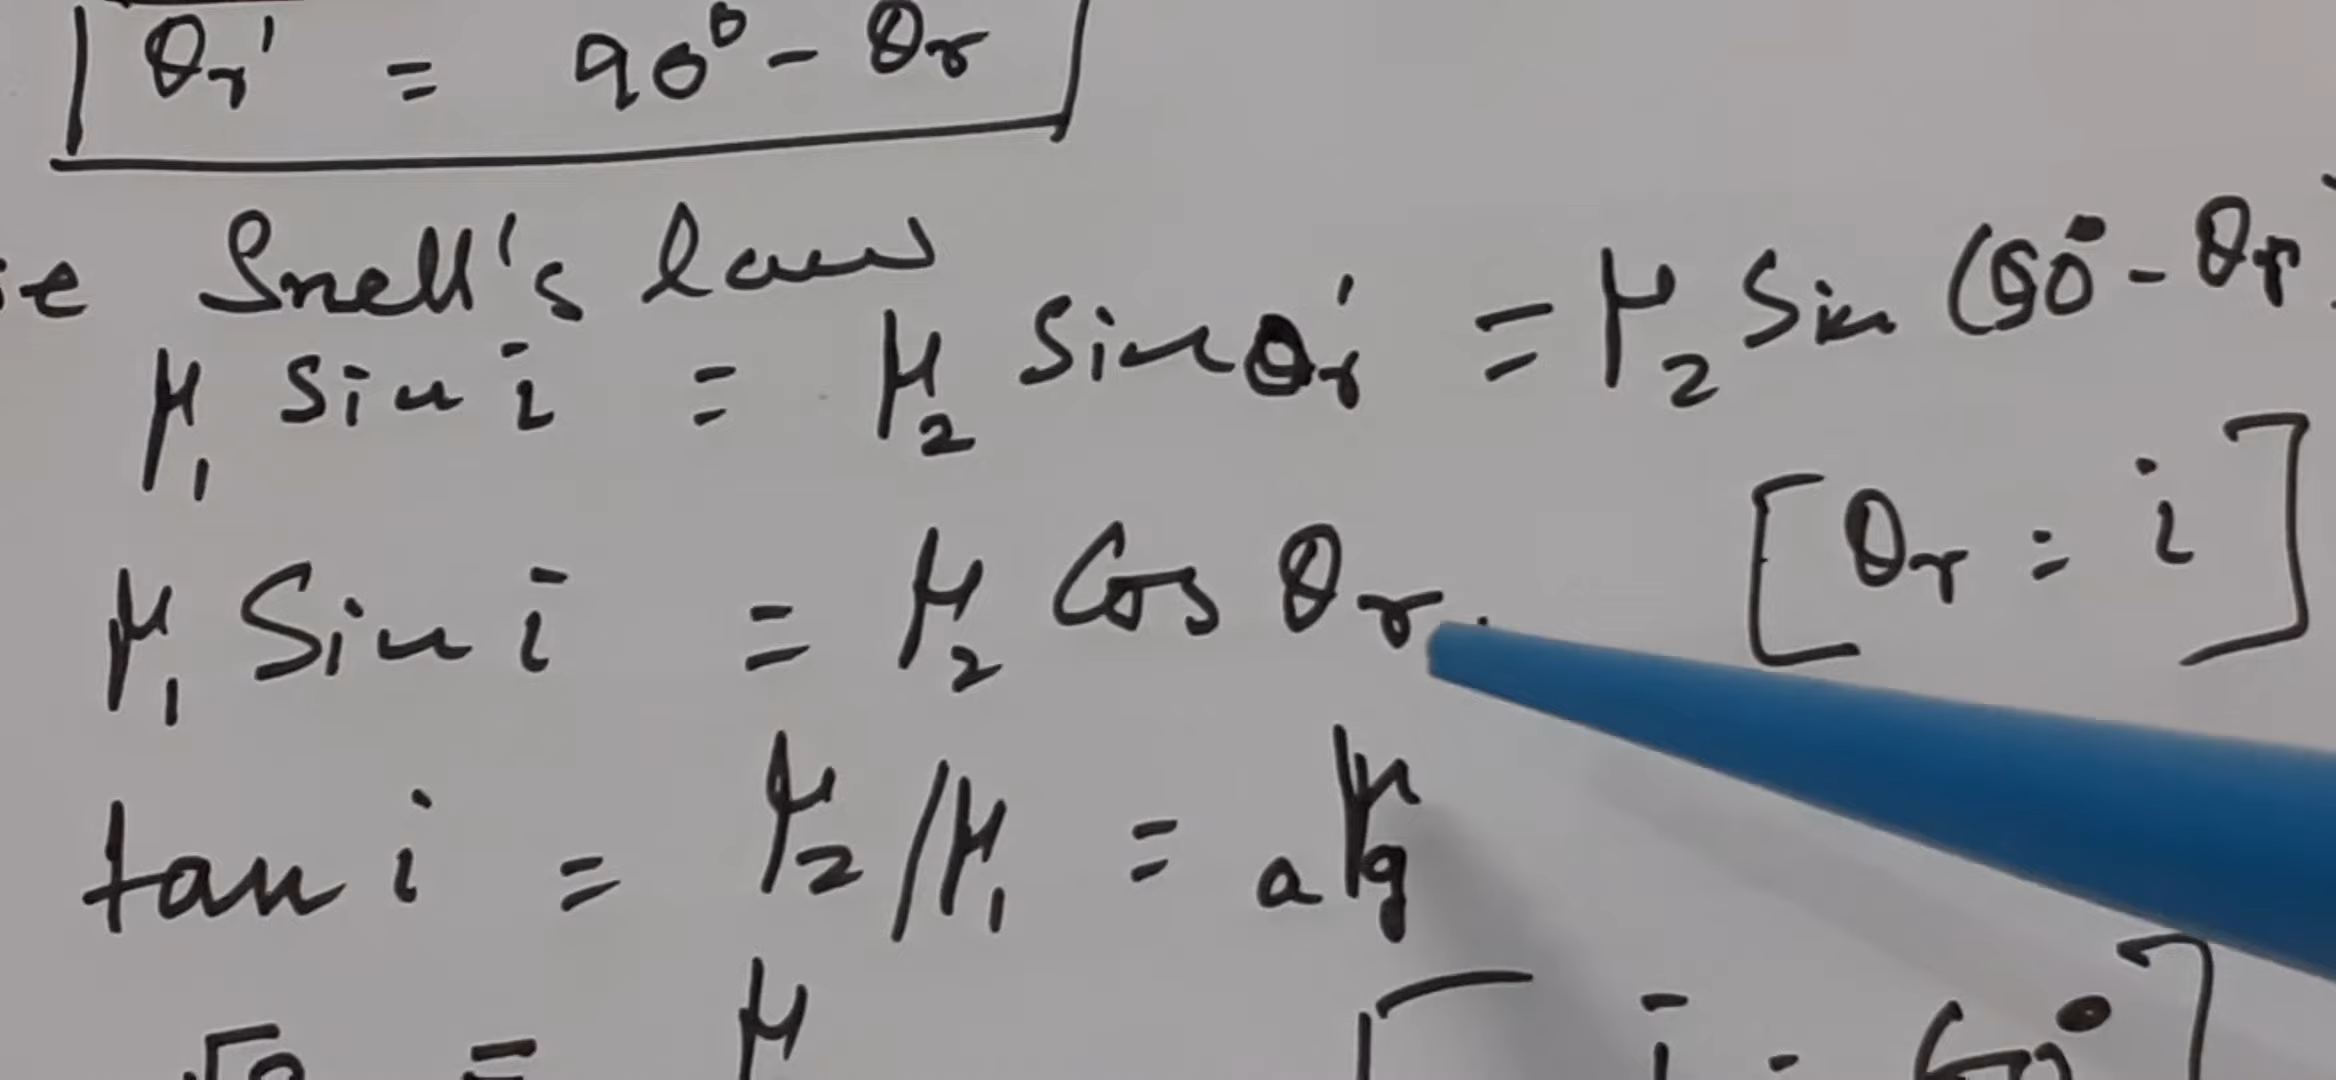 θr' = 90° - θr
Snell's law
μ₁ sin i = μ₂ sin θr' = μ₂ sin (90° - θr)
μ₁ Sin i = μ₂ Cos θr. [θr = i]
tan i = μ₂/μ₁ = aμg
= μ [ i = 60° ]